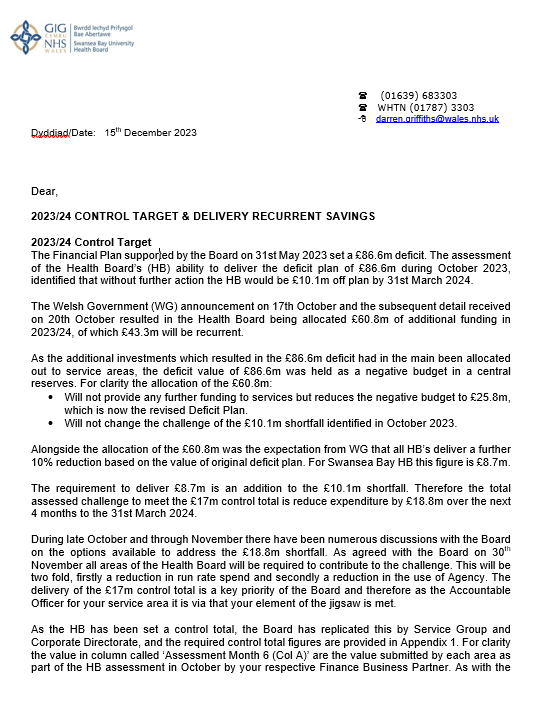 GIG
CYMRU
NHS
WALES
Bwrdd Iechyd Prifysgol
Bae Abertawe
Swansea Bay University
Health Board
(01639) 683303
WHTN (01787) 3303
darren.griffiths@wales.nhs.uk
Dyddiad/Date: 15th December 2023
Dear,
2023/24 CONTROL TARGET & DELIVERY RECURRENT SAVINGS
2023/24 Control Target
The Financial Plan supported by the Board on 31st May 2023 set a £86.6m deficit. The assessment
of the Health Board's (HB) ability to deliver the deficit plan of £86.6m during October 2023,
identified that without further action the HB would be £10.1m off plan by 31st March 2024.
The Welsh Government (WG) announcement on 17th October and the subsequent detail received
on 20th October resulted in the Health Board being allocated £60.8m of additional funding in
2023/24, of which £43.3m will be recurrent.
As the additional investments which resulted in the £86.6m deficit had in the main been allocated
out to service areas, the deficit value of £86.6m was held as a negative budget in a central
reserves. For clarity the allocation of the £60.8m:
• Will not provide any further funding to services but reduces the negative budget to £25.8m,
which is now the revised Deficit Plan.
• Will not change the challenge of the £10.1m shortfall identified in October 2023.
Alongside the allocation of the £60.8m was the expectation from WG that all HB's deliver a further
10% reduction based on the value of original deficit plan. For Swansea Bay HB this figure is £8.7m.
The requirement to deliver £8.7m is an addition to the £10.1m shortfall. Therefore the total
assessed challenge to meet the £17m control total is reduce expenditure by £18.8m over the next
4 months to the 31st March 2024.
During late October and through November there have been numerous discussions with the Board
on the options available to address the £18.8m shortfall. As agreed with the Board on 30th
November all areas of the Health Board will be required to contribute to the challenge. This will be
two fold, firstly a reduction in run rate spend and secondly a reduction in the use of Agency. The
delivery of the £17m control total is a key priority of the Board and therefore as the Accountable
Officer for your service area it is via that your element of the jigsaw is met.
As the HB has been set a control total, the Board has replicated this by Service Group and
Corporate Directorate, and the required control total figures are provided in Appendix 1. For clarity
the value in column called 'Assessment Month 6 (Col A)' are the value submitted by each area as
part of the HB assessment in October by your respective Finance Business Partner. As with the